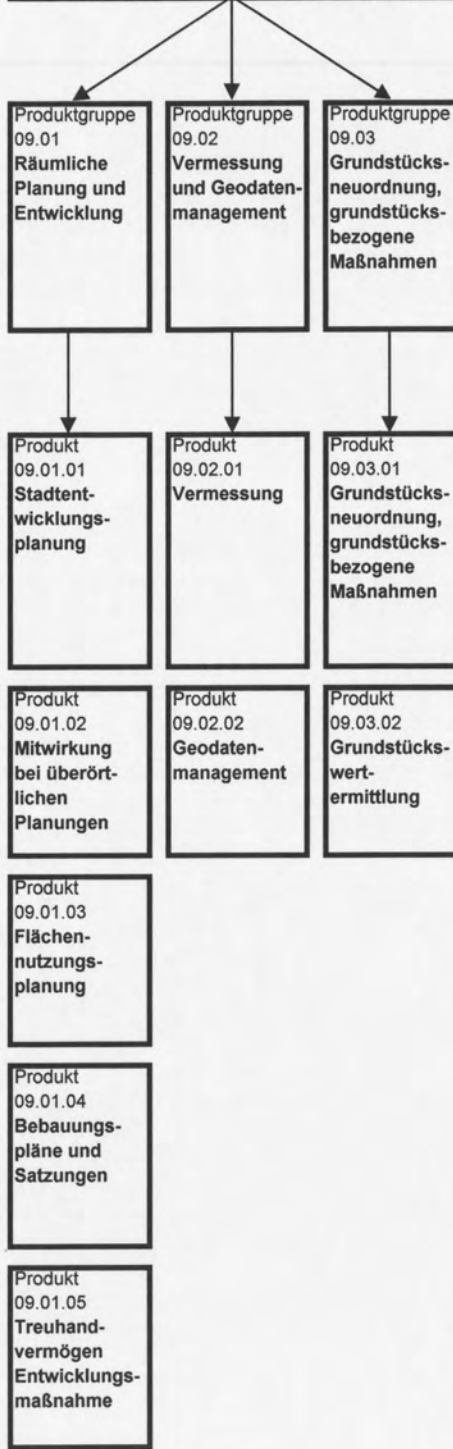 Produktgruppe
09.01
Räumliche
Planung und
Entwicklung
Produktgruppe
09.02
Vermessung
und Geodaten-
management
Produktgruppe
09.03
Grundstücks-
neuordnung,
grundstücks-
bezogene
Maßnahmen
Produkt
09.01.01
Stadtent-
wicklungs-
planung
Produkt
09.02.01
Vermessung
Produkt
09.03.01
Grundstücks-
neuordnung,
grundstücks-
bezogene
Maßnahmen
Produkt
09.01.02
Mitwirkung
bei überört-
lichen
Planungen
Produkt
09.02.02
Geodaten-
management
Produkt
09.03.02
Grundstücks-
wert-
ermittlung
Produkt
09.01.03
Flächen-
nutzungs-
planung
Produkt
09.01.04
Bebauungs-
pläne und
Satzungen
Produkt
09.01.05
Treuhand-
vermögen
Entwicklungs-
maßnahme